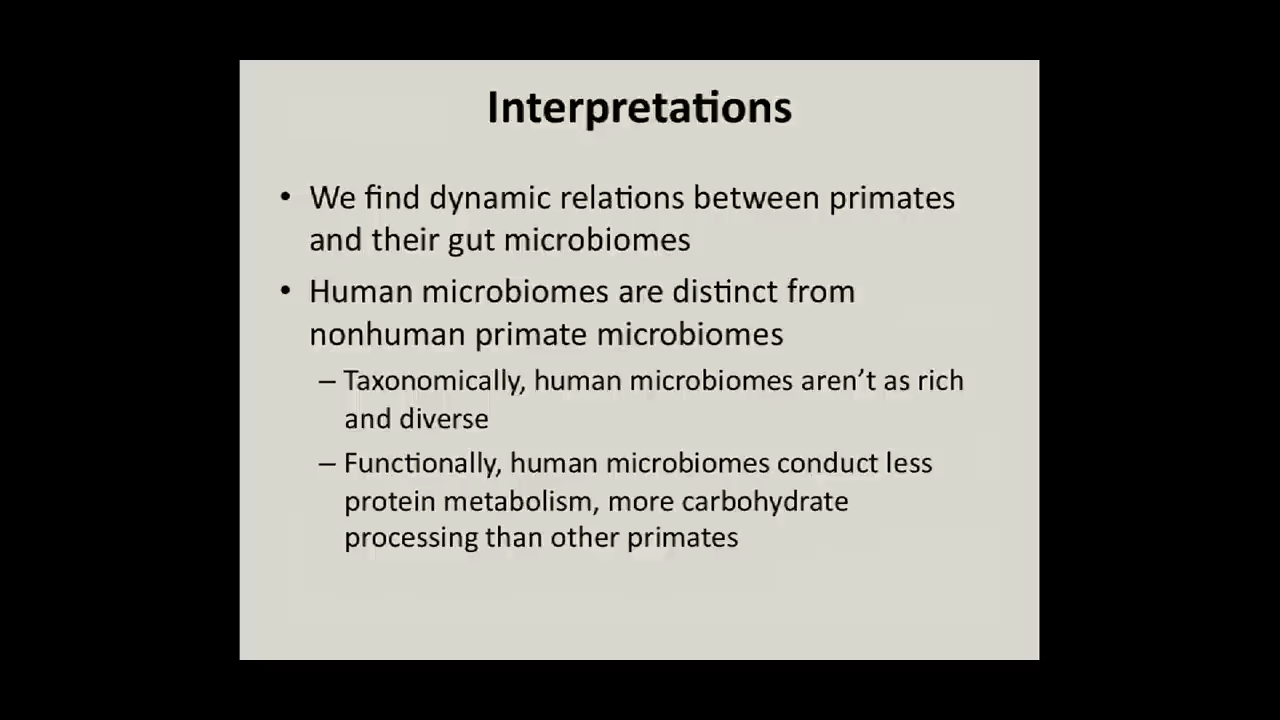 Interpretations
• We find dynamic relations between primates
and their gut microbiomes
• Human microbiomes are distinct from
nonhuman primate microbiomes
– Taxonomically, human microbiomes aren’t as rich
and diverse
– Functionally, human microbiomes conduct less
protein metabolism, more carbohydrate
processing than other primates